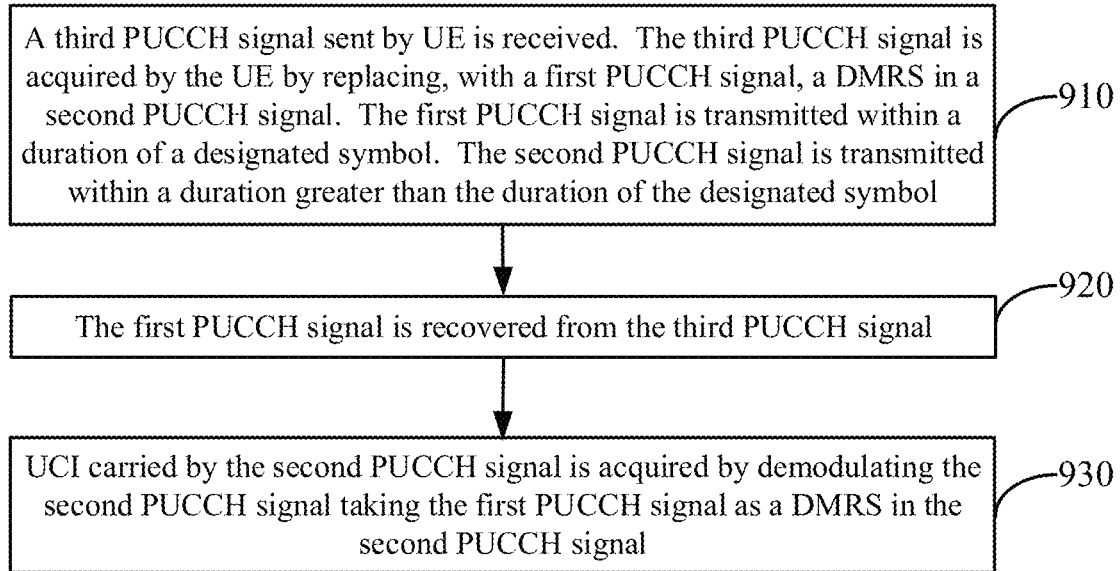 A third PUCCH signal sent by UE is received. The third PUCCH signal is
acquired by the UE by replacing, with a first PUCCH signal, a DMRS in a
second PUCCH signal. The first PUCCH signal is transmitted within a
duration of a designated symbol. The second PUCCH signal is transmitted
within a duration greater than the duration of the designated symbol
910
The first PUCCH signal is recovered from the third PUCCH signal
920
UCI carried by the second PUCCH signal is acquired by demodulating the
second PUCCH signal taking the first PUCCH signal as a DMRS in the
second PUCCH signal
930